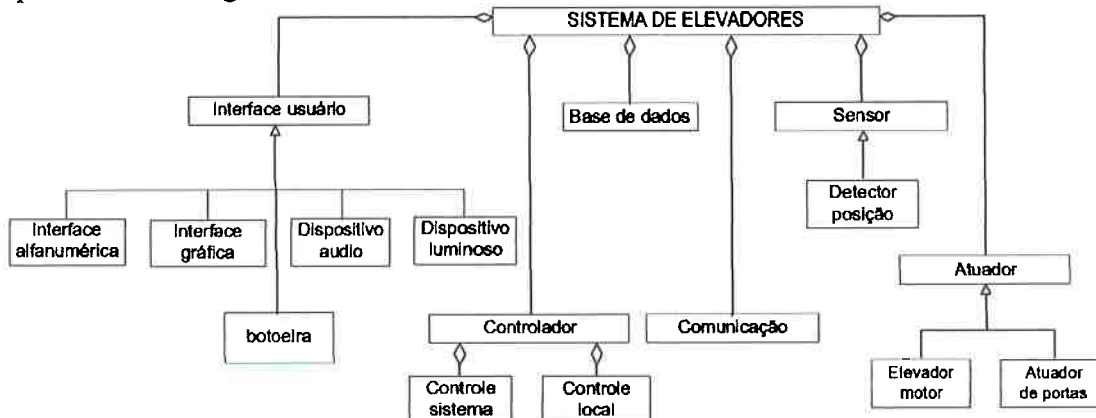 SISTEMA DE ELEVADORES
Interface usuário
Base de dados
Sensor
Detector
posição
Interface
alfanumérica
Interface
gráfica
Dispositivo
audio
Dispositivo
luminoso
Atuador
botoeira
Controlador
Comunicação
Elevador
motor
Atuador
de portas
Controle
sistema
Controle
local